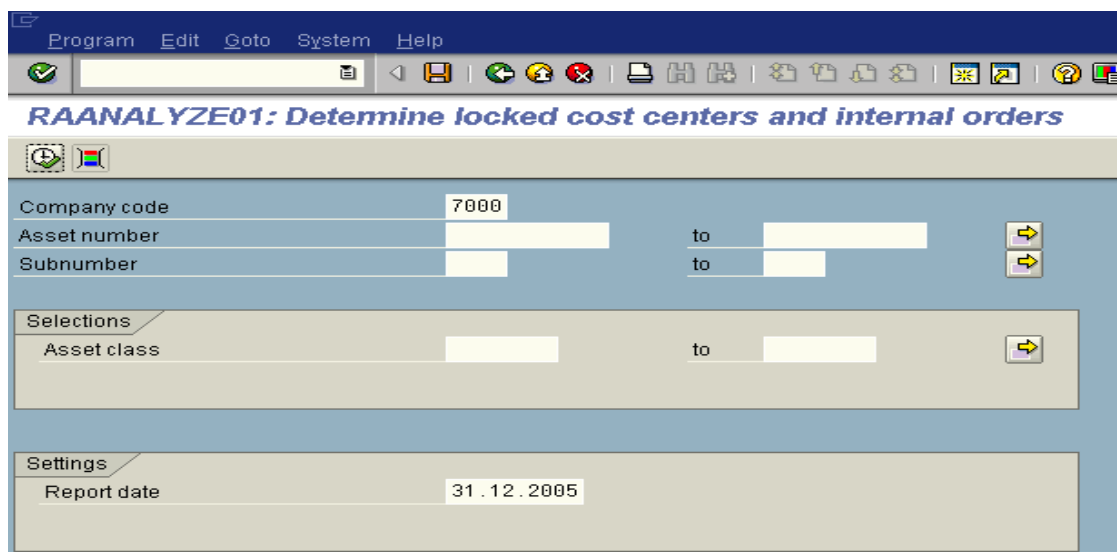 Program Edit Goto System Help
RAANALYZE01: Determine locked cost centers and internal orders
Company code 7000
Asset number to
Subnumber to
Selections
Asset class to
Settings
Report date 31.12.2005